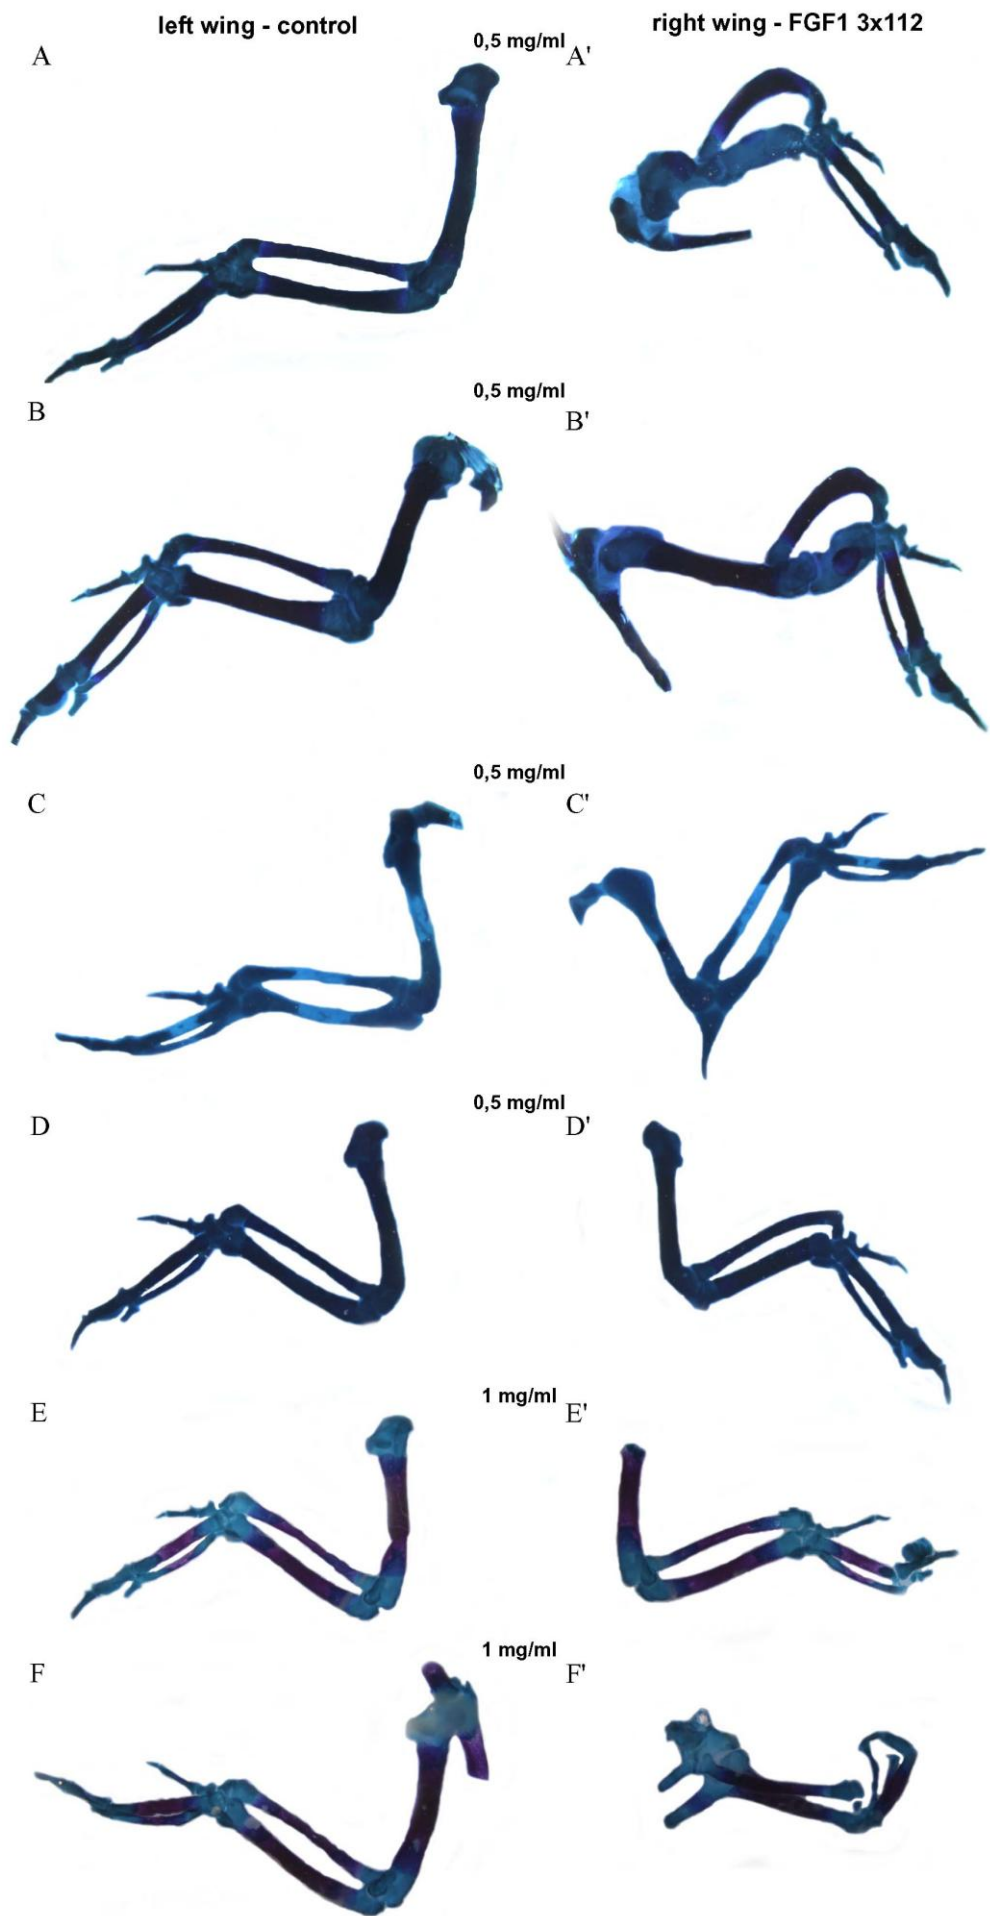 left wing - control
right wing - FGF1 3x112
0,5 mg/ml
A
A'
0,5 mg/ml
B
B'
0,5 mg/ml
C
C'
0,5 mg/ml
D
D'
1 mg/ml
E
E'
1 mg/ml
F
F'